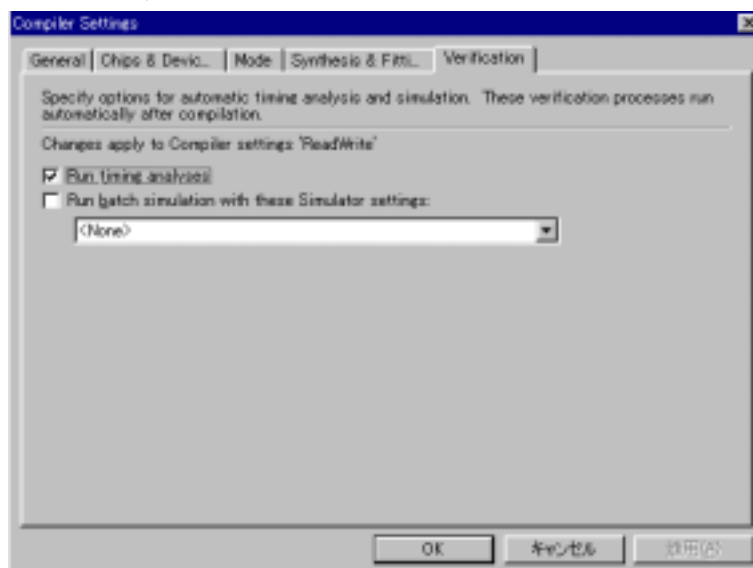 Compiler Settings
General Chips & Devic... Mode Synthesis & Fitti... Verification
Specify options for automatic timing analysis and simulation. These verification processes run
automatically after compilation.
Changes apply to Compiler settings 'ReadWrite'
Run timing analyses
Run batch simulation with these Simulator settings:
<None>
OK キャンセル 適用(A)